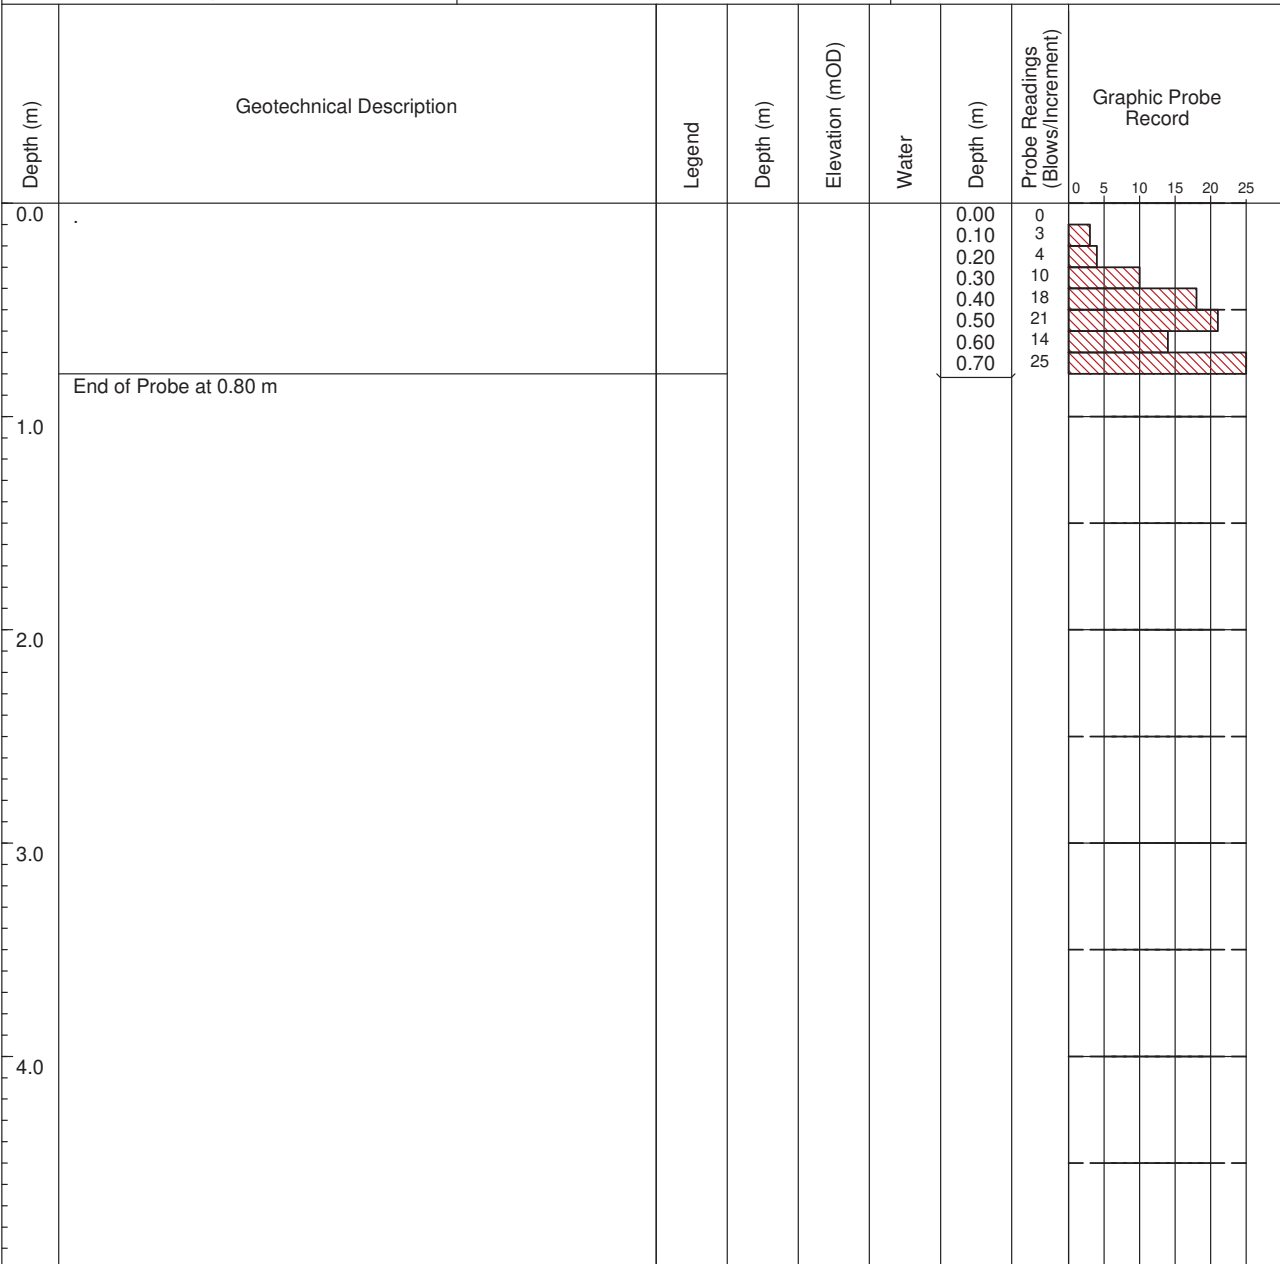 Depth (m)
Geotechnical Description
Legend
Depth (m)
Elevation (mOD)
Water
Depth (m)
Probe Readings
(Blows/Increment)
Graphic Probe
Record
0 5 10 15 20 25
0.0
.
0.00 0
0.10 3
0.20 4
0.30 10
0.40 18
0.50 21
0.60 14
0.70 25
End of Probe at 0.80 m
1.0
2.0
3.0
4.0